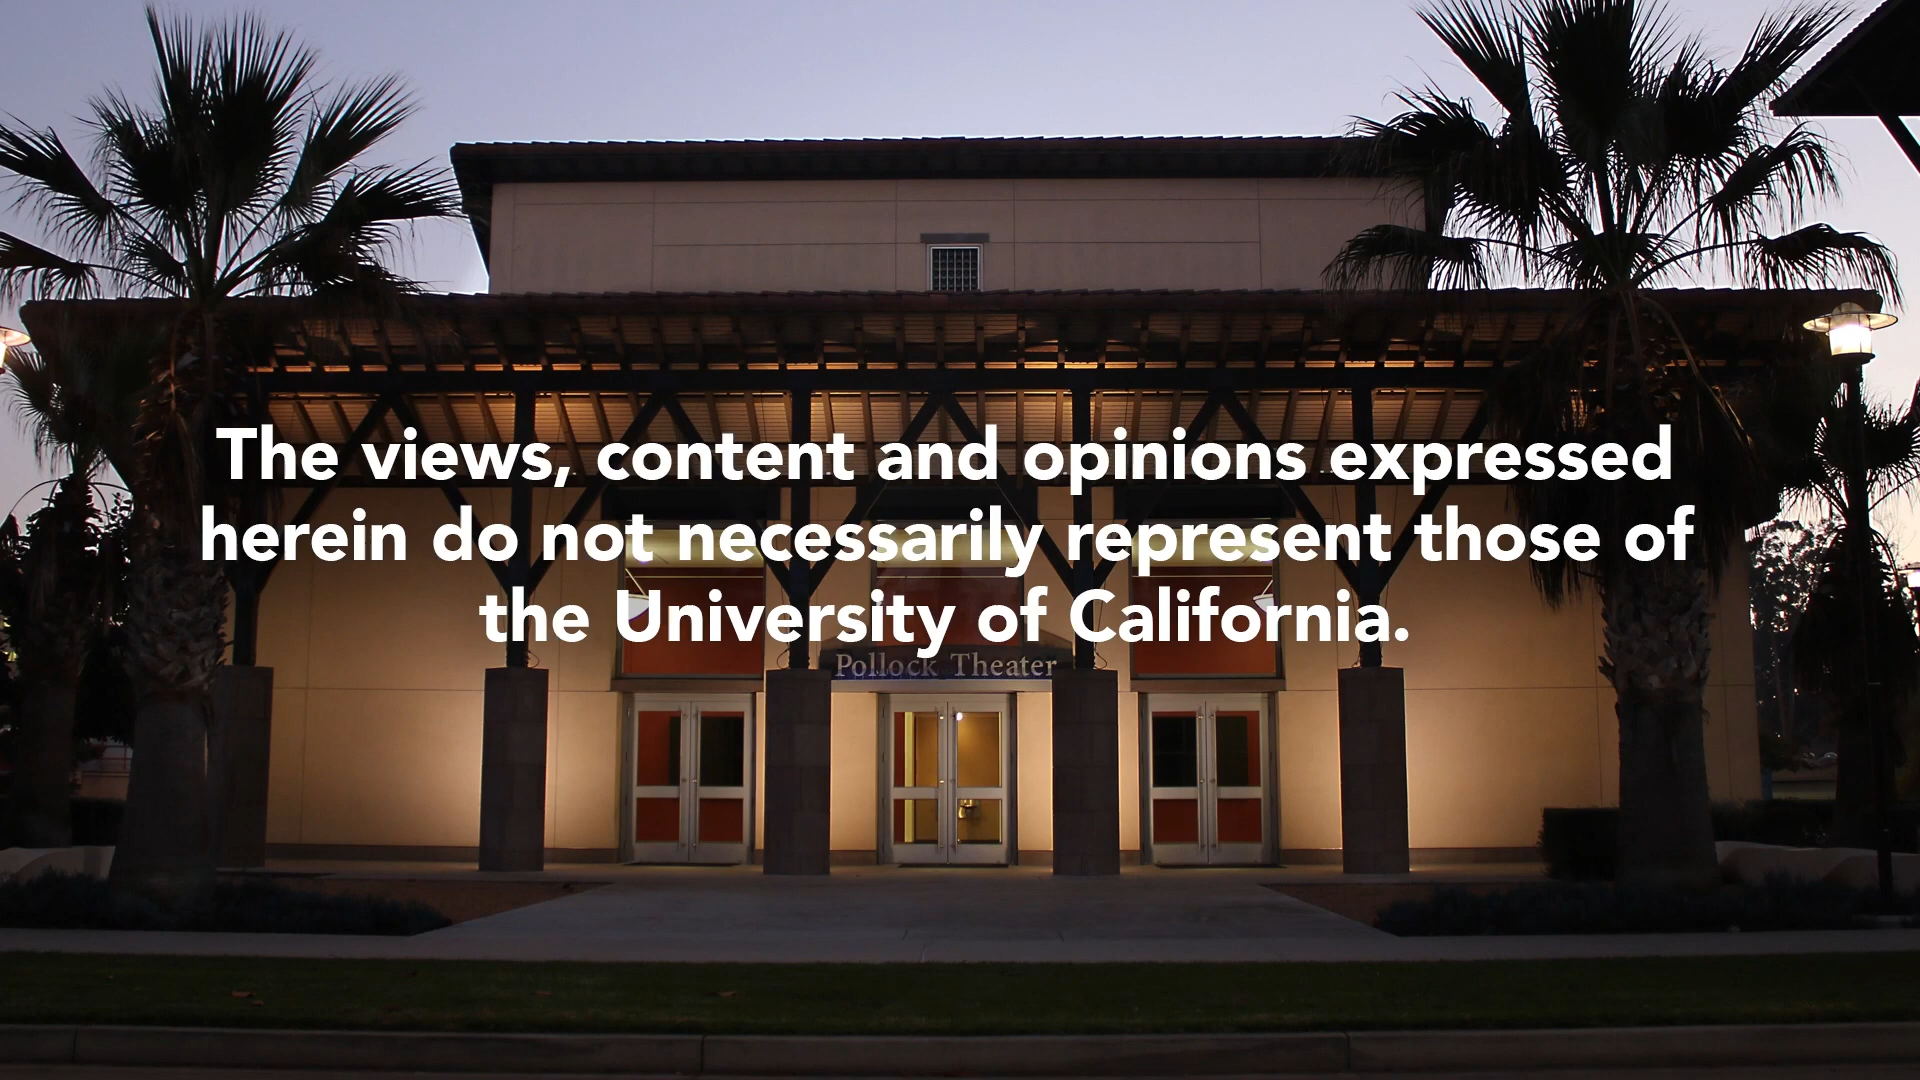 The views, content and opinions expressed
herein do not necessarily represent those of
the University of California.
Pollock Theater